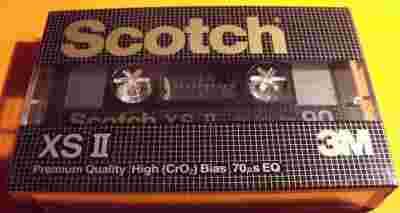 Scotch
Scotch XS II 90
XS II
3M
Premium Quality High (CrO₂) Bias 70µs EQ